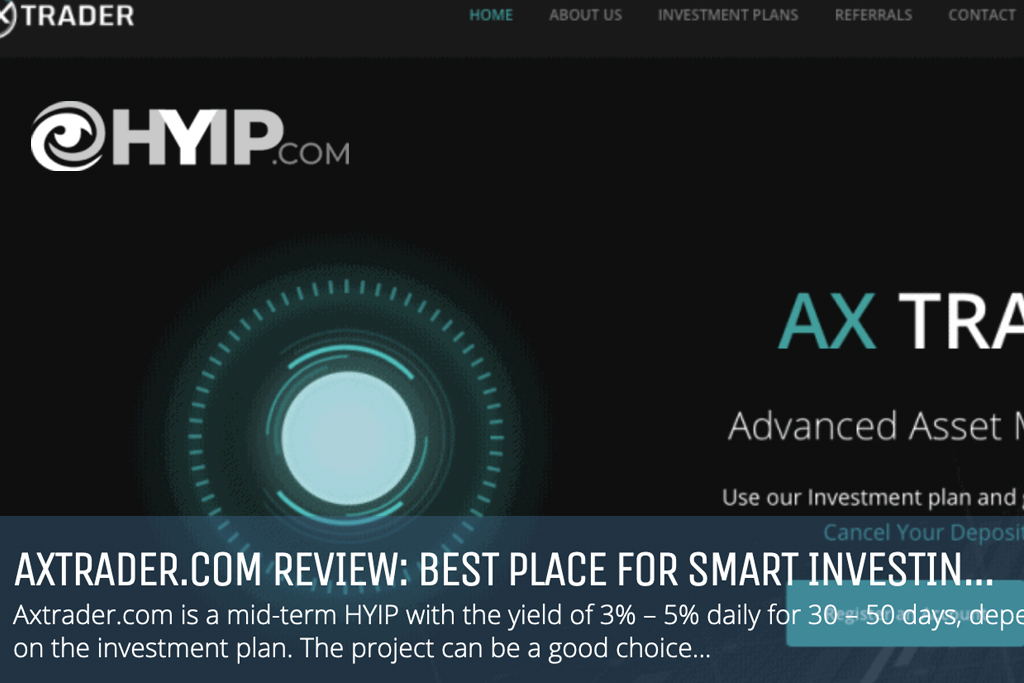 TRADER
HOME ABOUT US INVESTMENT PLANS REFERRALS CONTACT
HYIP.COM
AX TRA
Advanced Asset
Use our Investment plan and
Cancel Your Deposit
AXTRADER.COM REVIEW: BEST PLACE FOR SMART INVESTIN...
Axtrader.com is a mid-term HYIP with the yield of 3% – 5% daily for 30 – 50 days, depe
on the investment plan. The project can be a good choice...